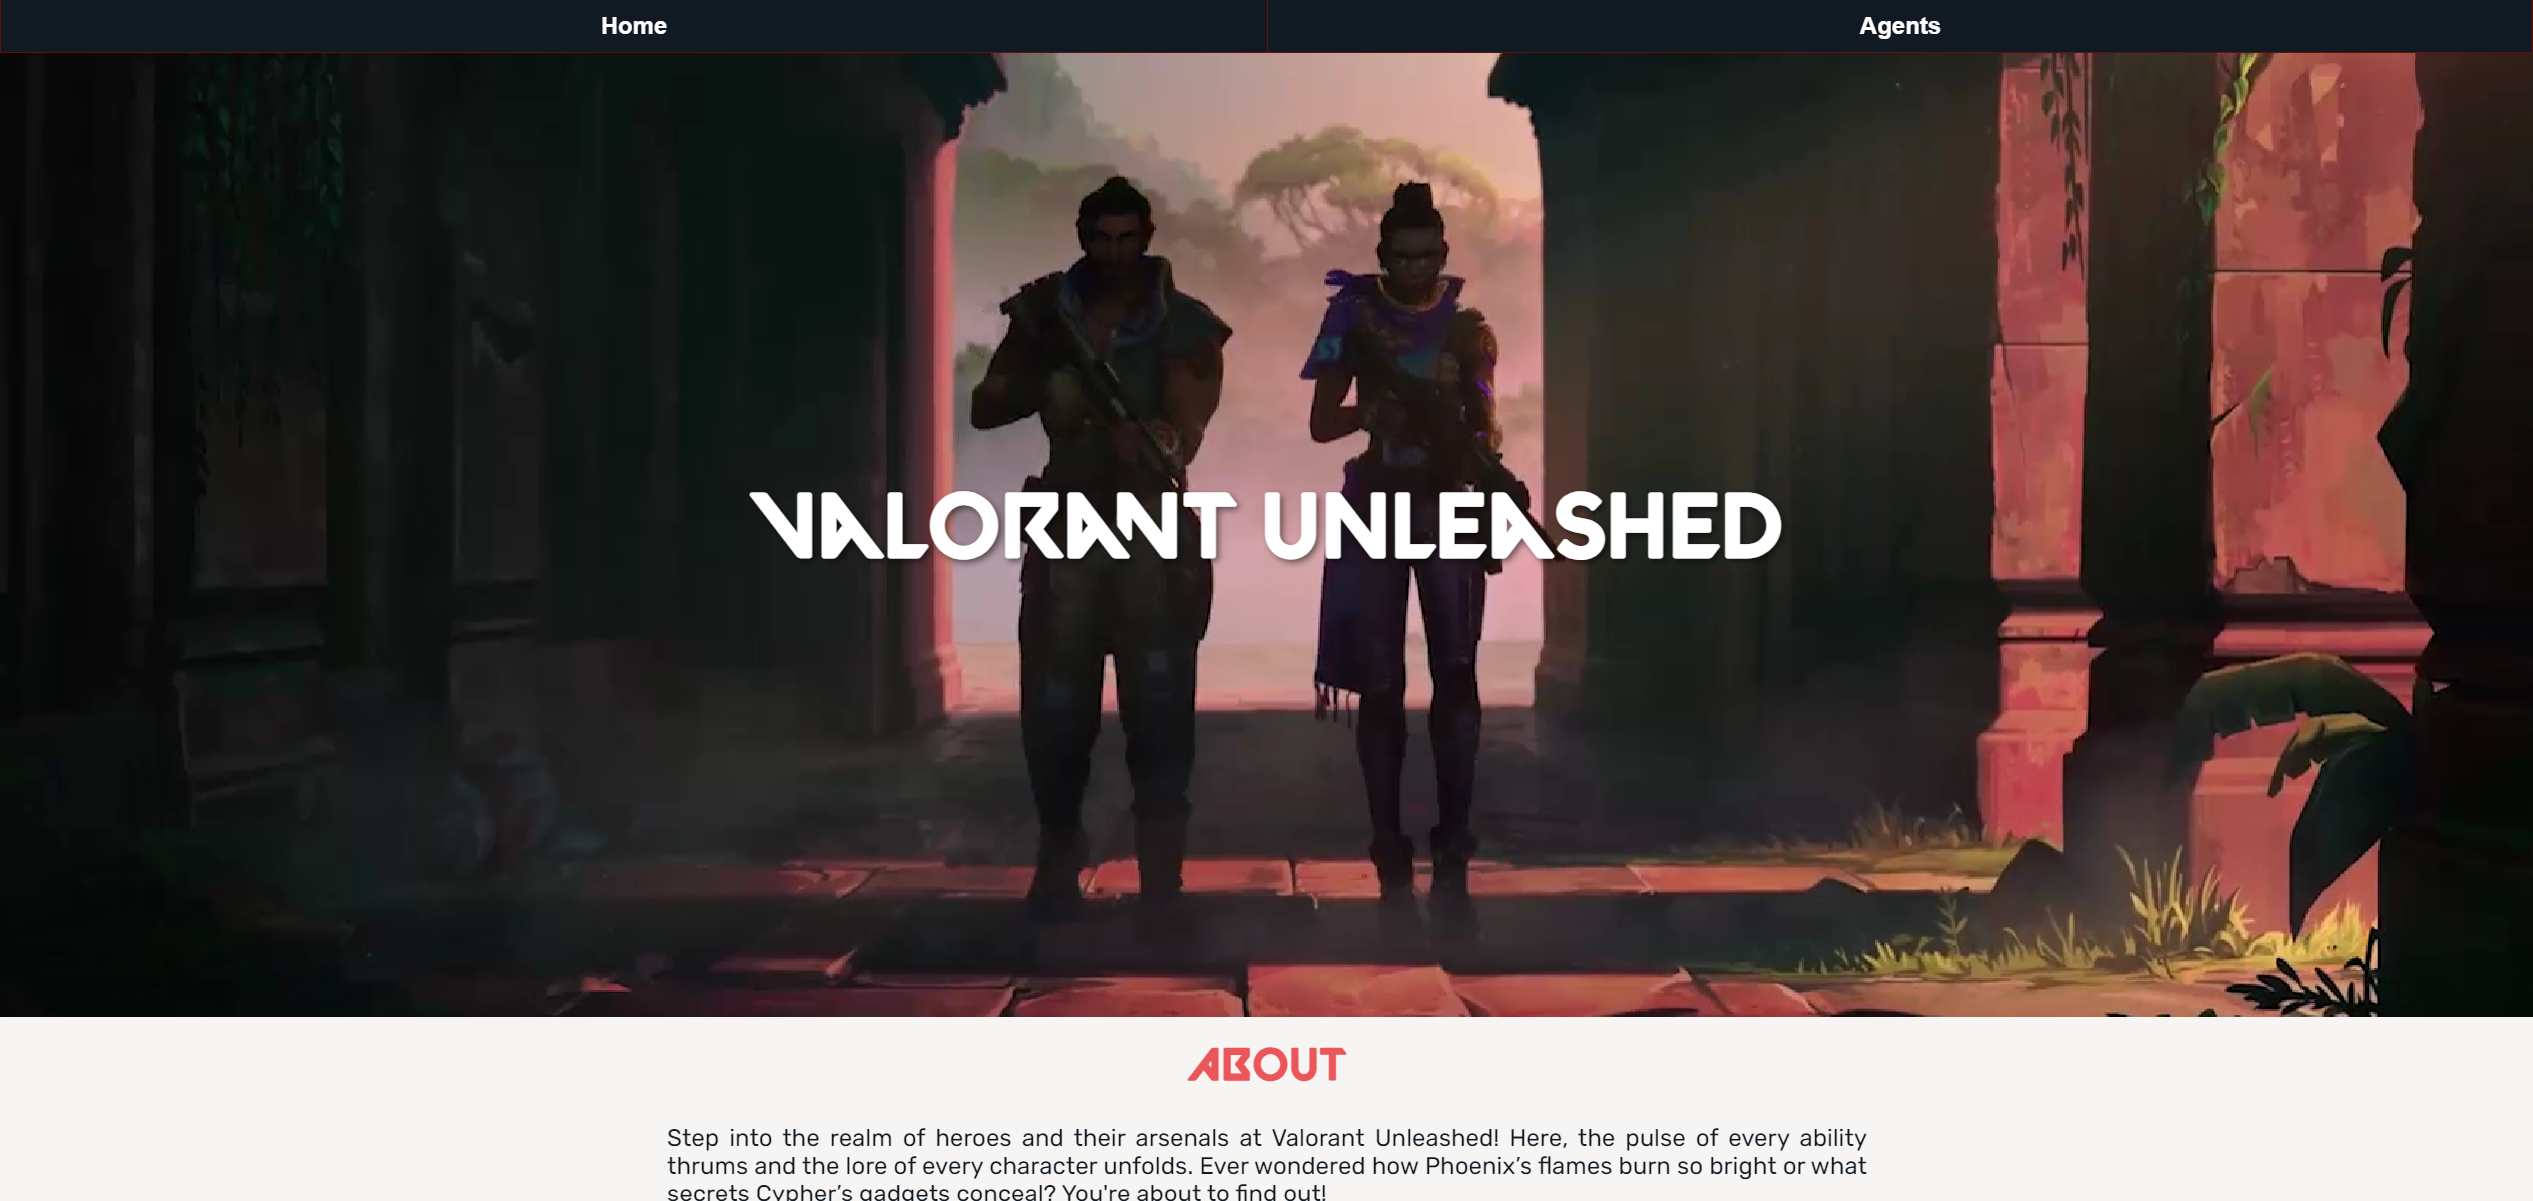 Home
Agents
VALORANT UNLEASHED
ABOUT
Step into the realm of heroes and their arsenals at Valorant Unleashed! Here, the pulse of every ability
thrums and the lore of every character unfolds. Ever wondered how Phoenix’s flames burn so bright or what
secrets Cypher’s gadgets conceal? You're about to find out!